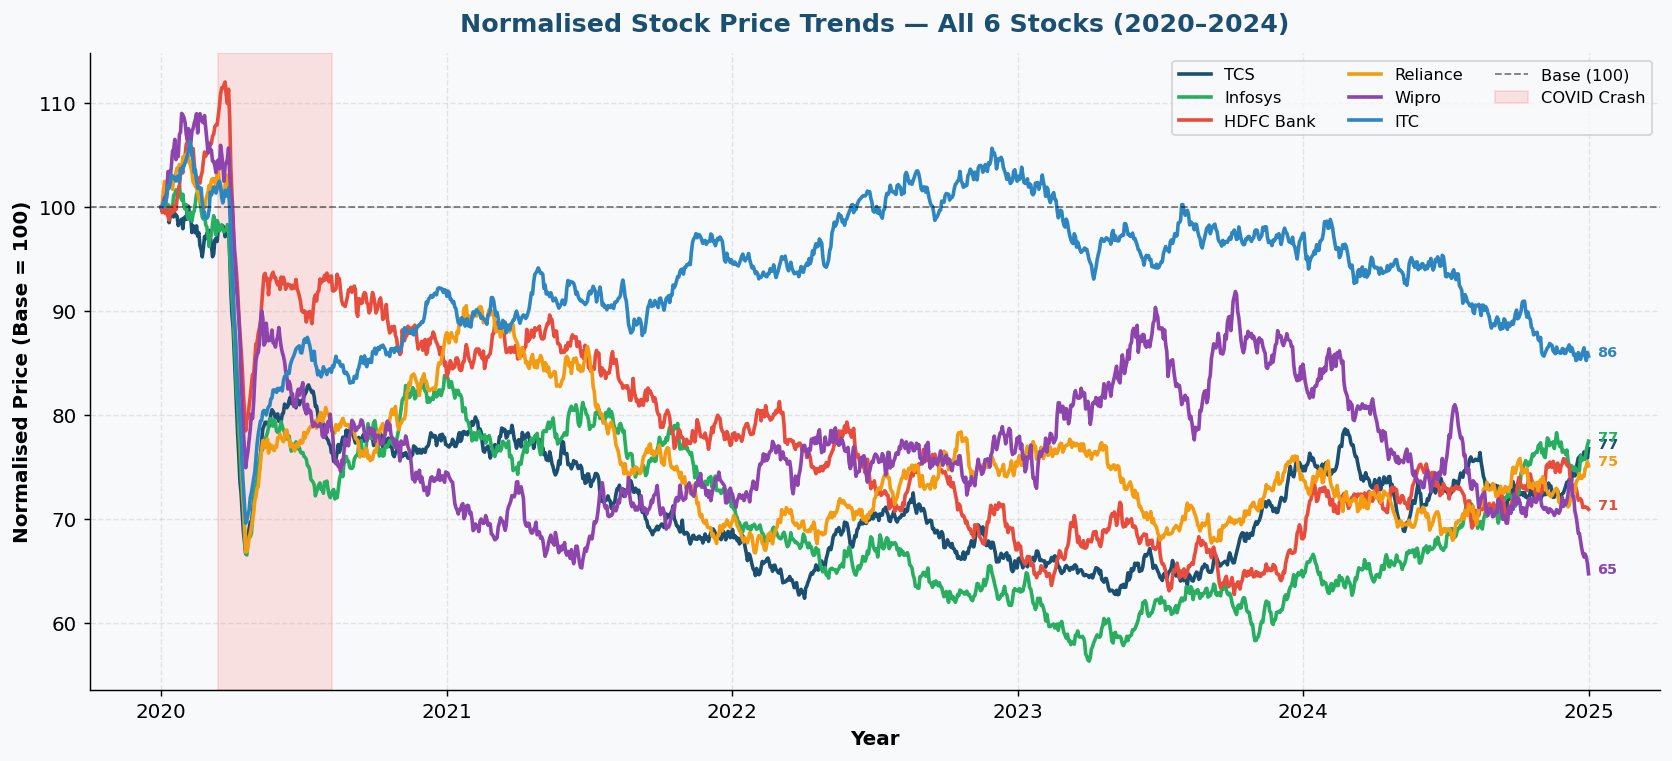 Normalised Stock Price Trends — All 6 Stocks (2020–2024)
TCS
Infosys
HDFC Bank
Reliance
Wipro
ITC
Base (100)
COVID Crash
Normalised Price (Base = 100)
110
100
90
80
70
60
86
77
77
75
71
65
2020
2021
2022
2023
2024
2025
Year